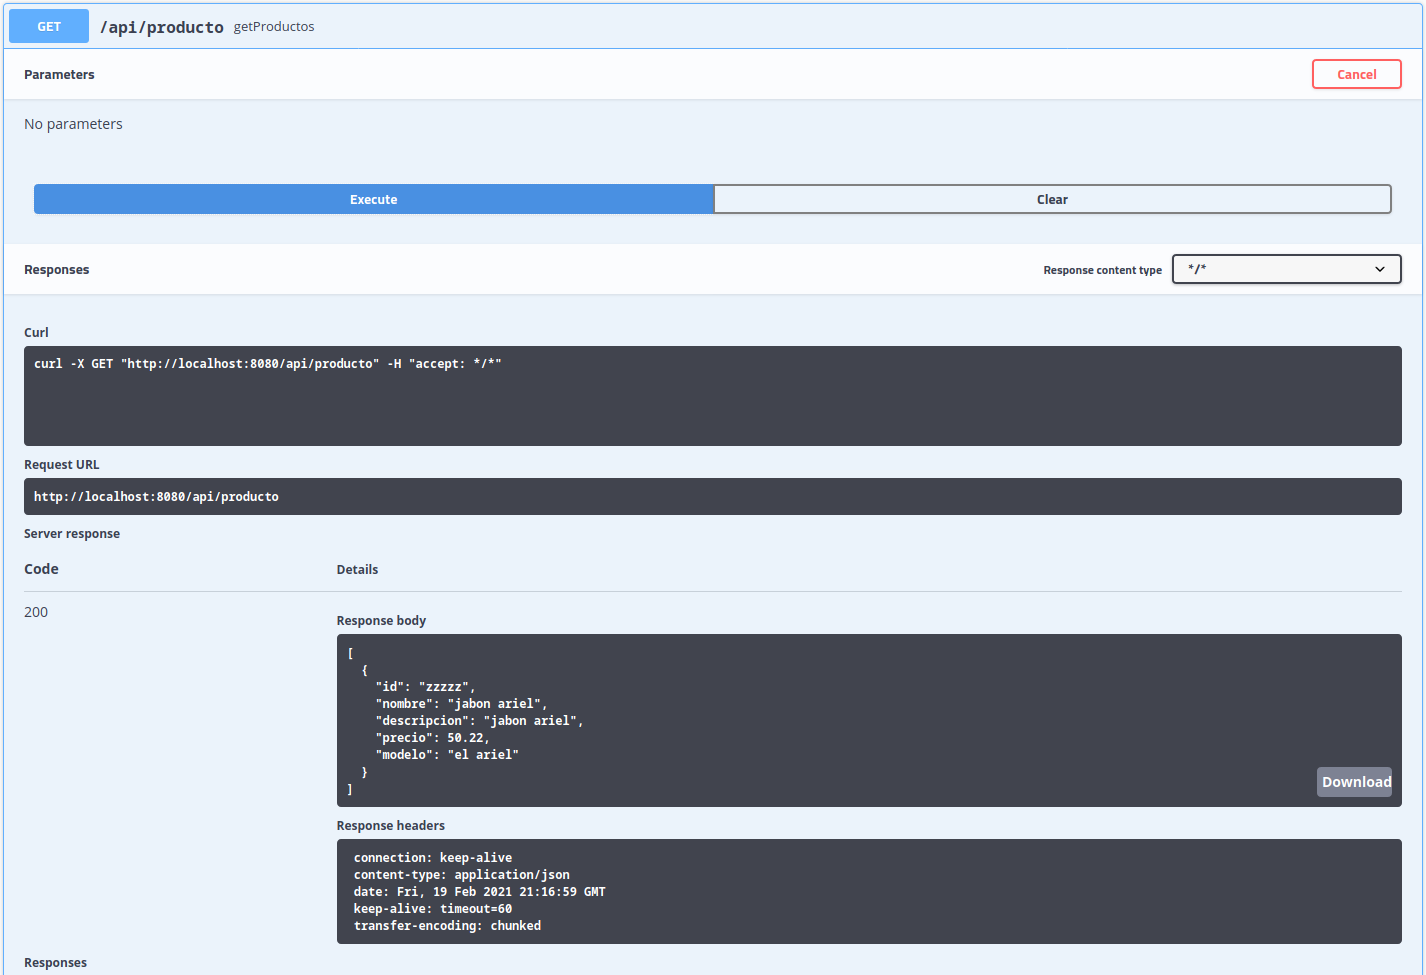 GET /api/producto getProductos
Parameters Cancel
No parameters
Execute Clear
Responses Response content type */*
Curl
curl -X GET "http://localhost:8080/api/producto" -H "accept: */*"
Request URL
http://localhost:8080/api/producto
Server response
Code Details
200
Response body
[
  {
    "id": "zzzzz",
    "nombre": "jabon ariel",
    "descripcion": "jabon ariel",
    "precio": 50.22,
    "modelo": "el ariel"
  }
]
Download
Response headers
connection: keep-alive
content-type: application/json
date: Fri, 19 Feb 2021 21:16:59 GMT
keep-alive: timeout=60
transfer-encoding: chunked
Responses